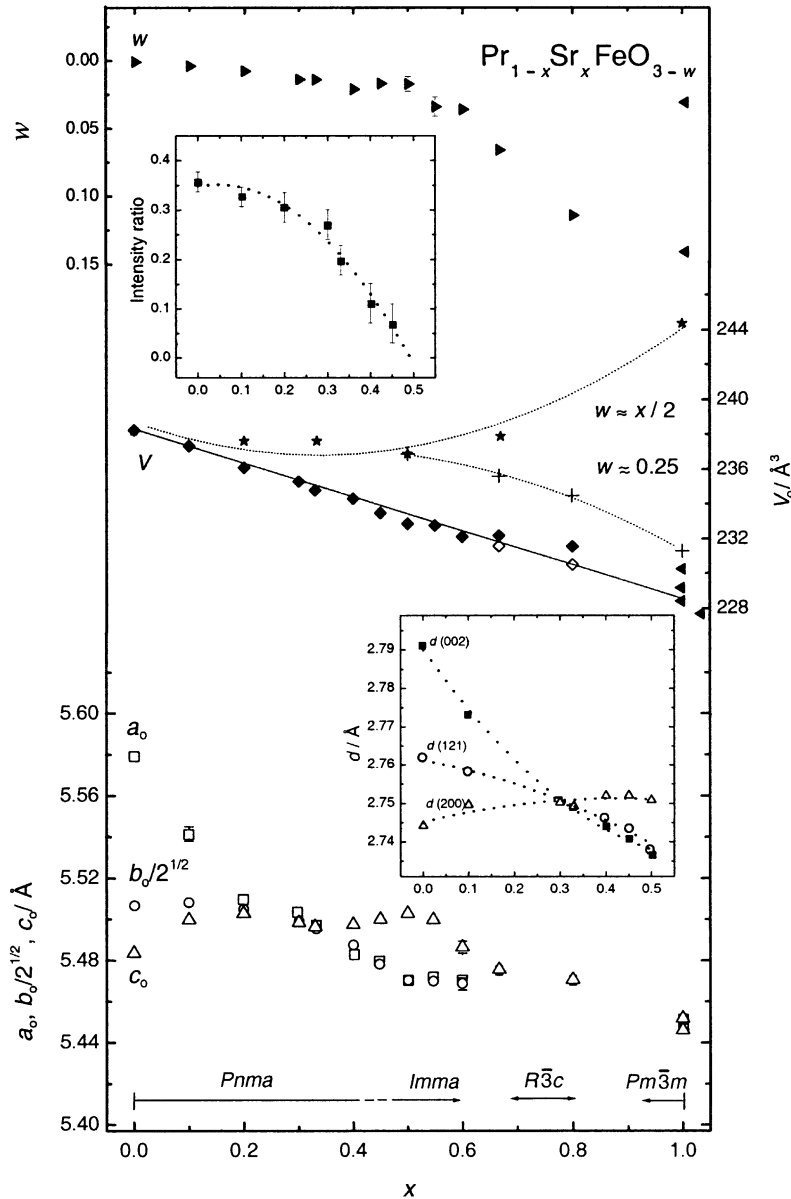 w
Pr1 - xSrxFeO3 - w
0.00
0.05
0.10
0.15
w
0.4
0.3
0.2
0.1
0.0
Intensity ratio
0.0 0.1 0.2 0.3 0.4 0.5
244
240
236
232
228
Vo/ Å3
w ≈ x / 2
w ≈ 0.25
V
2.79
2.78
2.77
2.76
2.75
2.74
d / Å
d (002)
d (121)
d (200)
0.0 0.1 0.2 0.3 0.4 0.5
5.60
5.56
5.52
5.48
5.44
5.40
ao, bo/21/2, co/ Å
ao
bo/21/2
co
Pnma Imma R3̅c Pm3̅m
0.0 0.2 0.4 0.6 0.8 1.0
x